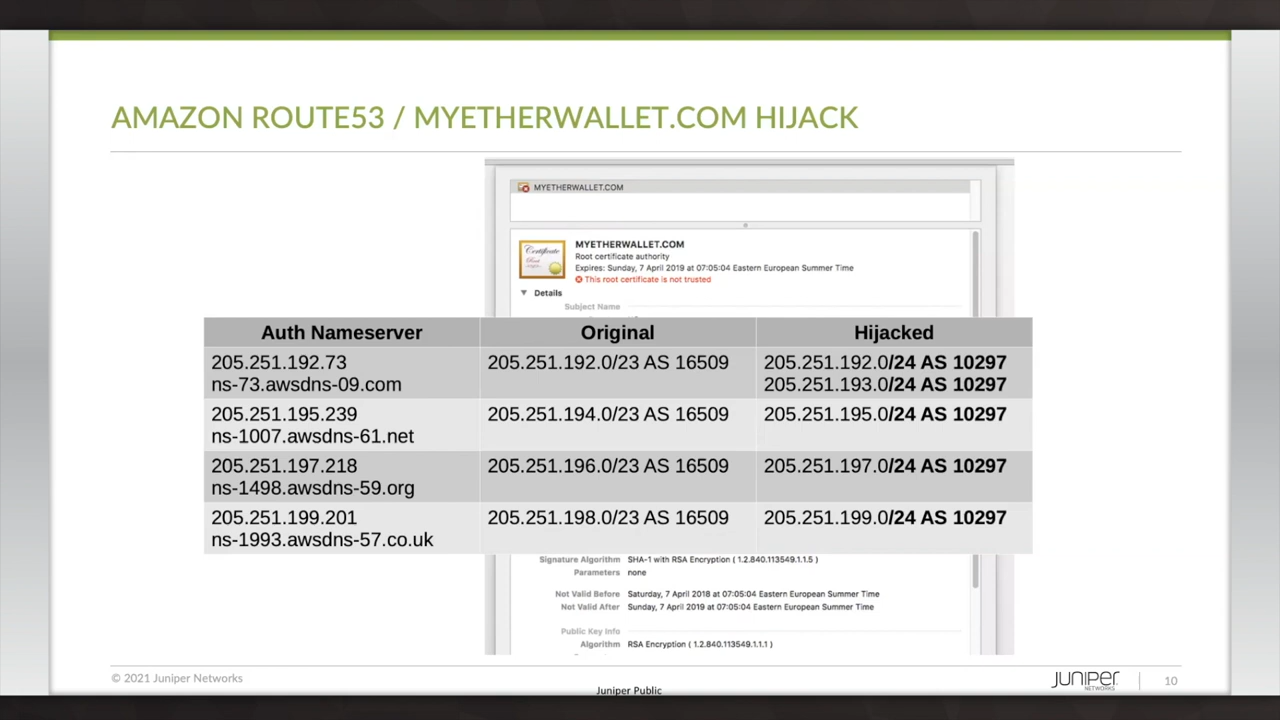 AMAZON ROUTE53 / MYETHERWALLET.COM HIJACK
MYETHERWALLET.COM
MYETHERWALLET.COM
Root certificate authority
Expires: Sunday, 7 April 2019 at 07:05:04 Eastern European Summer Time
This root certificate is not trusted
Details
Subject Name
Auth Nameserver Original Hijacked
205.251.192.73 205.251.192.0/23 AS 16509 205.251.192.0/24 AS 10297
ns-73.awsdns-09.com 205.251.193.0/24 AS 10297
205.251.195.239 205.251.194.0/23 AS 16509 205.251.195.0/24 AS 10297
ns-1007.awsdns-61.net
205.251.197.218 205.251.196.0/23 AS 16509 205.251.197.0/24 AS 10297
ns-1498.awsdns-59.org
205.251.199.201 205.251.198.0/23 AS 16509 205.251.199.0/24 AS 10297
ns-1993.awsdns-57.co.uk
Signature Algorithm SHA-1 with RSA Encryption ( 1.2.840.113549.1.1.5 )
Parameters none
Not Valid Before Saturday, 7 April 2018 at 07:05:04 Eastern European Summer Time
Not Valid After Sunday, 7 April 2019 at 07:05:04 Eastern European Summer Time
Public Key Info
Algorithm RSA Encryption ( 1.2.840.113549.1.1.1 )
© 2021 Juniper Networks
Juniper Public
JUNIPER NETWORKS
10